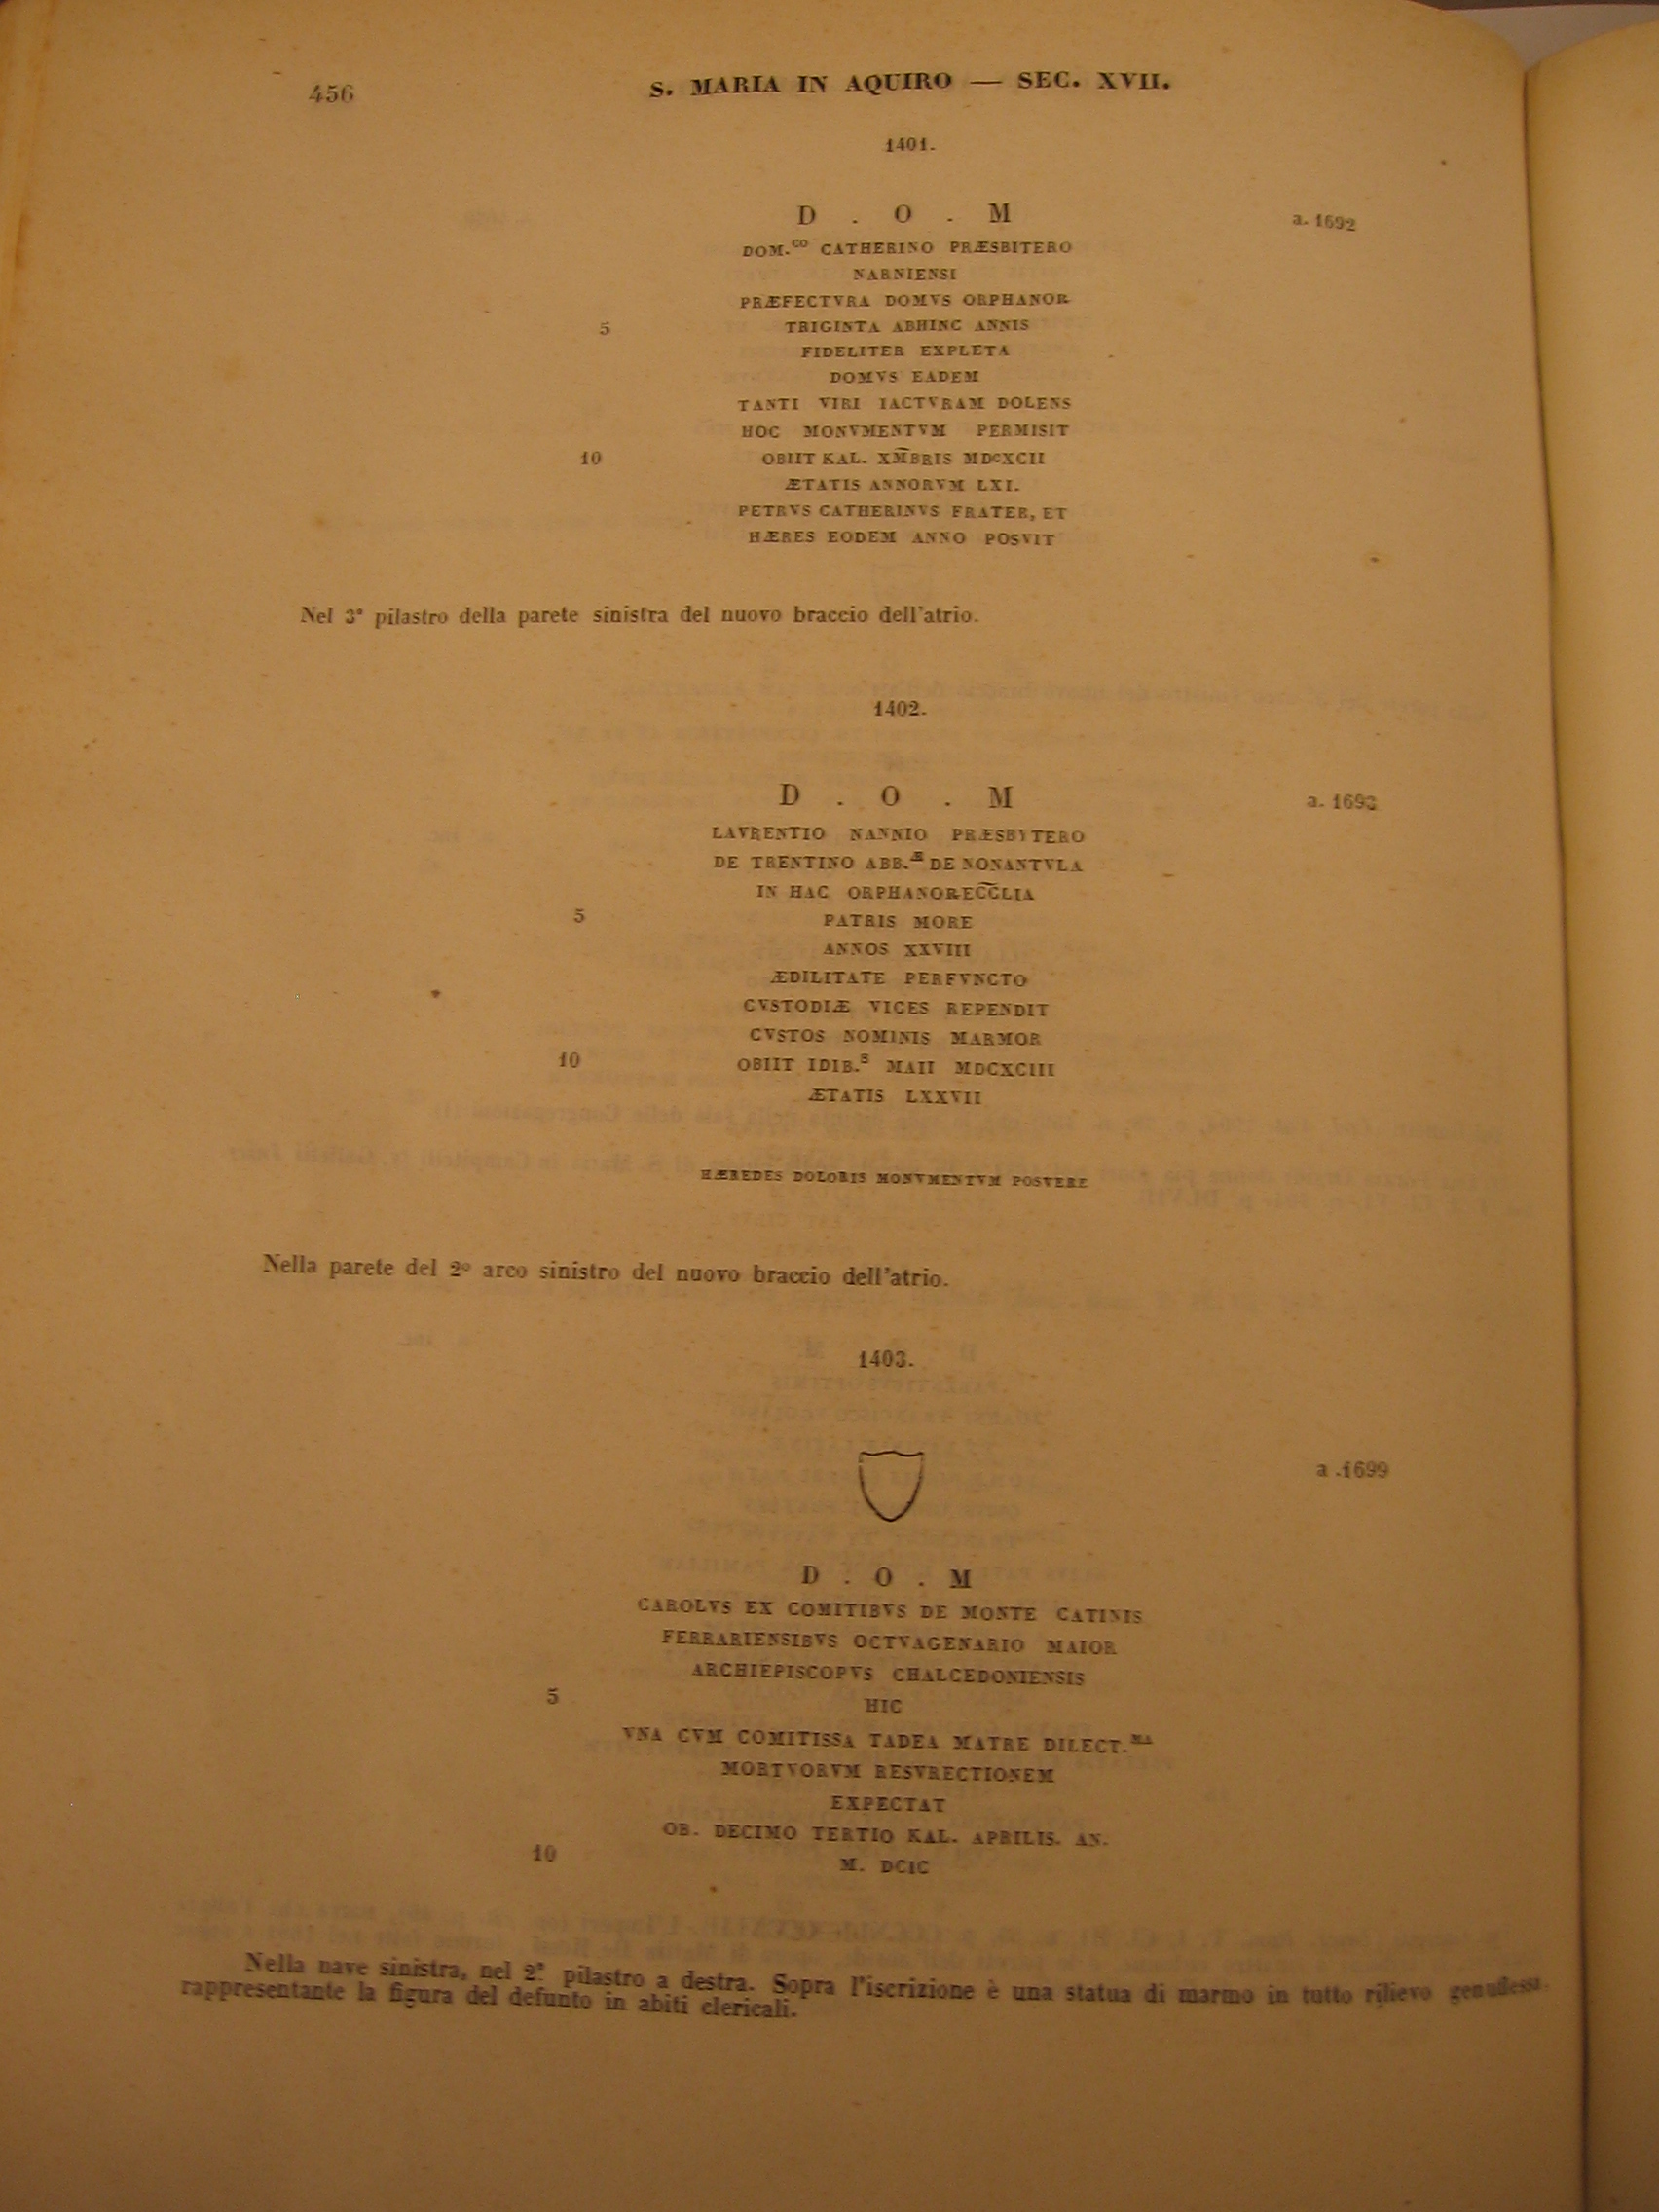 456
S. MARIA IN AQUIRO — SEC. XVII.
1401.
D . O . M
a. 1692
DOM.CO CATHERINO PRÆSBITERO
NARNIENSI
PRÆFECTVRA DOMVS ORPHANOR
5 TRIGINTA ABHINC ANNIS
FIDELITER EXPLETA
DOMVS EADEM
TANTI VIRI IACTVRAM DOLENS
HOC MONVMENTVM PERMISIT
10 OBIIT KAL. XM̅BRIS MDCXCII
ÆTATIS ANNORVM LXI.
PETRVS CATHERINVS FRATER, ET
HÆRES EODEM ANNO POSVIT
Nel 3° pilastro della parete sinistra del nuovo braccio dell'atrio.
1402.
D . O . M
a. 1693
LAVRENTIO NANNIO PRÆSBYTERO
DE TRENTINO ABB.Æ DE NONANTVLA
IN HAC ORPHANOR ECC̅LIA
5 PATRIS MORE
ANNOS XXVIII
ÆDILITATE PERFVNCTO
CVSTODIÆ VICES REPENDIT
CVSTOS NOMINIS MARMOR
10 OBIIT IDIB.S MAII MDCXCIII
ÆTATIS LXXVII
HÆREDES DOLORIS MONVMENTVM POSVERE
Nella parete del 2° arco sinistro del nuovo braccio dell'atrio.
1403.
a .1699
D . O . M
CAROLVS EX COMITIBVS DE MONTE CATINIS
FERRARIENSIBVS OCTVAGENARIO MAIOR
ARCHIEPISCOPVS CHALCEDONIENSIS
5 HIC
VNA CVM COMITISSA TADEA MATRE DILECT.MA
MORTVORVM RESVRECTIONEM
EXPECTAT
OB. DECIMO TERTIO KAL. APRILIS. AN.
10 M. DCIC
Nella nave sinistra, nel 2° pilastro a destra. Sopra l'iscrizione è una statua di marmo in tutto rilievo genuflessa
rappresentante la figura del defunto in abiti clericali.